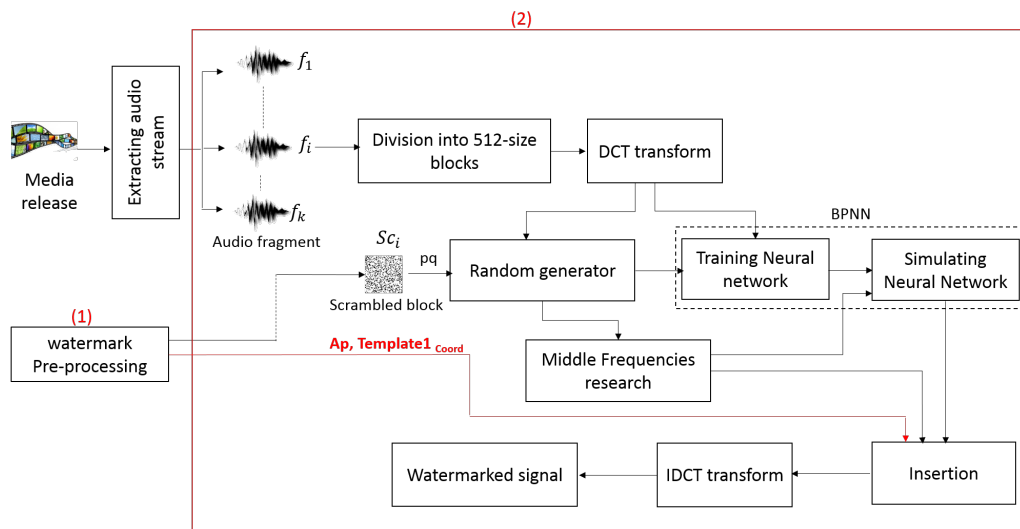 (2)
Media
release
Extracting audio
stream
f₁
fᵢ
fₖ
Audio fragment
Division into 512-size
blocks
DCT transform
BPNN
Scᵢ
pq
Scrambled block
Random generator
Training Neural
network
Simulating
Neural Network
(1)
watermark
Pre-processing
Ap, Template1 Coord
Middle Frequencies
research
Watermarked signal
IDCT transform
Insertion